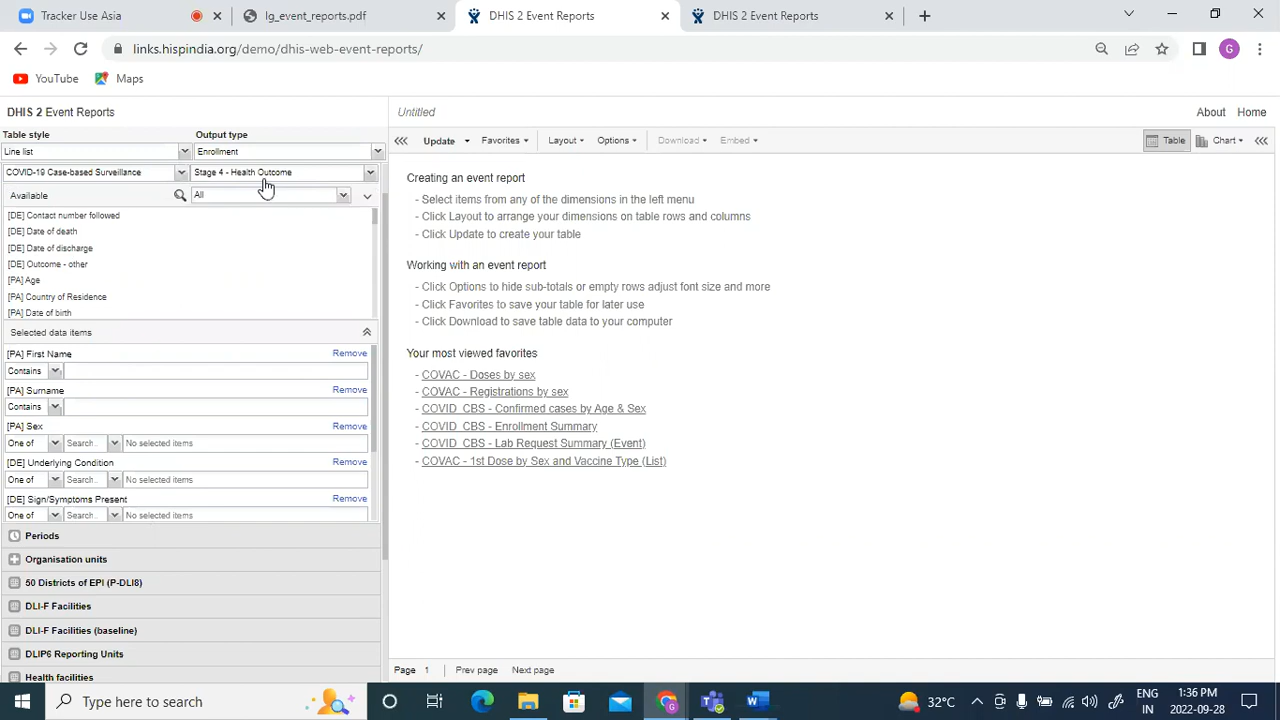 Tracker Use Asia
lg_event_reports.pdf
DHIS 2 Event Reports
DHIS 2 Event Reports
links.hispindia.org/demo/dhis-web-event-reports/
G
YouTube
Maps
DHIS 2 Event Reports
Untitled
About
Home
Table style
Output type
Line list
Enrollment
Update
Favorites
Layout
Options
Download
Embed
Table
Chart
COVID-19 Case-based Surveillance
Stage 4 - Health Outcome
Available
All
[DE] Contact number followed
[DE] Date of death
[DE] Date of discharge
[DE] Outcome - other
[PA] Age
[PA] Country of Residence
[PA] Date of birth
Selected data items
[PA] First Name
Remove
Contains
[PA] Surname
Remove
Contains
[PA] Sex
Remove
One of
Search..
No selected items
[DE] Underlying Condition
Remove
One of
Search..
No selected items
[DE] Sign/Symptoms Present
Remove
One of
Search..
No selected items
Periods
Organisation units
50 Districts of EPI (P-DLI8)
DLI-F Facilities
DLI-F Facilities (baseline)
DLIP6 Reporting Units
Health facilities
Creating an event report
- Select items from any of the dimensions in the left menu
- Click Layout to arrange your dimensions on table rows and columns
- Click Update to create your table
Working with an event report
- Click Options to hide sub-totals or empty rows adjust font size and more
- Click Favorites to save your table for later use
- Click Download to save table data to your computer
Your most viewed favorites
- COVAC - Doses by sex
- COVAC - Registrations by sex
- COVID_CBS - Confirmed cases by Age & Sex
- COVID_CBS - Enrollment Summary
- COVID_CBS - Lab Request Summary (Event)
- COVAC - 1st Dose by Sex and Vaccine Type (List)
Page 1
Prev page
Next page
Type here to search
32°C
ENG
IN
1:36 PM
2022-09-28